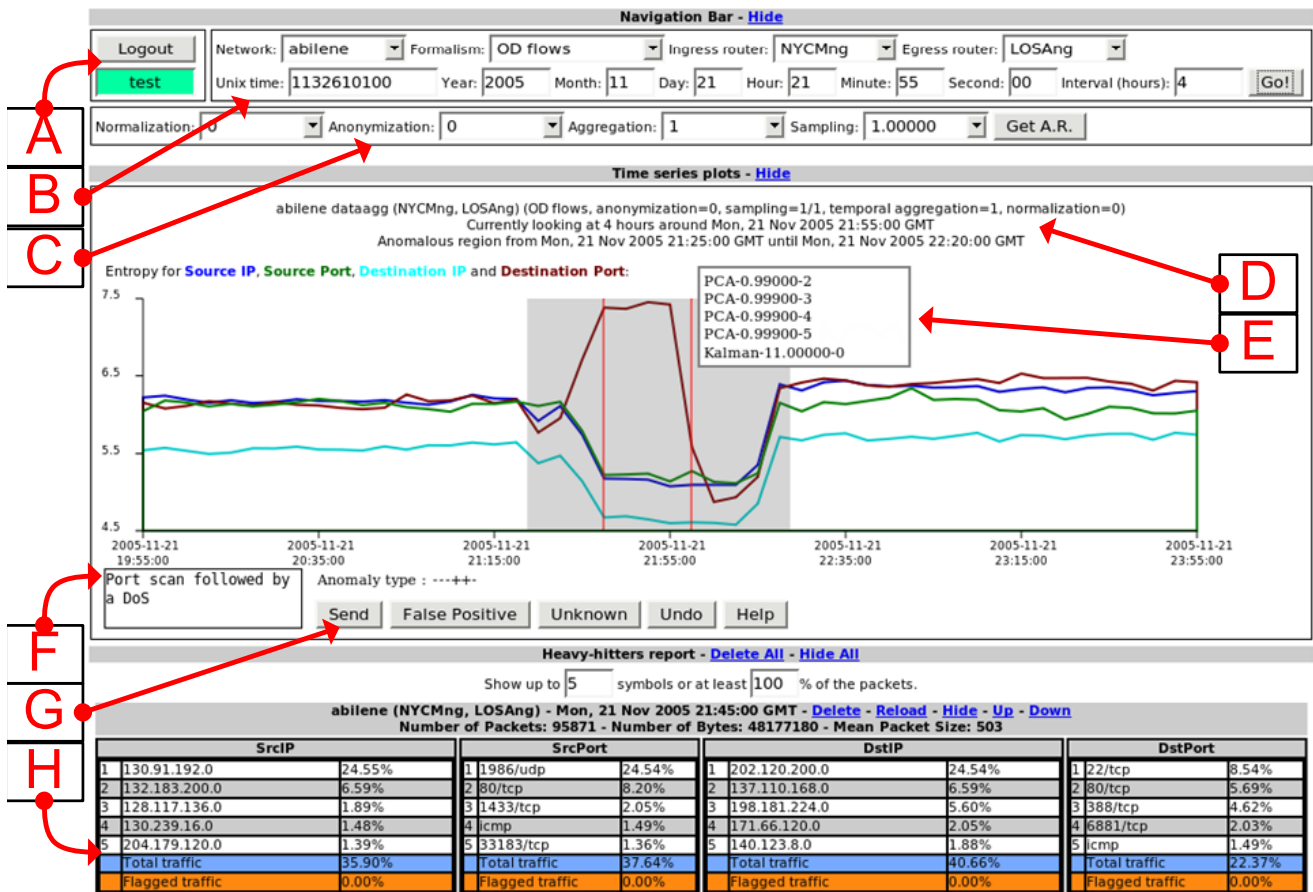 Navigation Bar - Hide
Logout
test
Network: abilene Formalism: OD flows Ingress router: NYCMng Egress router: LOSAng
Unix time: 1132610100 Year: 2005 Month: 11 Day: 21 Hour: 21 Minute: 55 Second: 00 Interval (hours): 4 Go!
Normalization: 0 Anonymization: 0 Aggregation: 1 Sampling: 1.00000 Get A.R.
A
B
C
Time series plots - Hide
abilene dataagg (NYCMng, LOSAng) (OD flows, anonymization=0, sampling=1/1, temporal aggregation=1, normalization=0)
Currently looking at 4 hours around Mon, 21 Nov 2005 21:55:00 GMT
Anomalous region from Mon, 21 Nov 2005 21:25:00 GMT until Mon, 21 Nov 2005 22:20:00 GMT
D
E
Entropy for Source IP, Source Port, Destination IP and Destination Port:
PCA-0.99000-2
PCA-0.99900-3
PCA-0.99900-4
PCA-0.99900-5
Kalman-11.00000-0
7.5
6.5
5.5
4.5
2005-11-21 19:55:00
2005-11-21 20:35:00
2005-11-21 21:15:00
2005-11-21 21:55:00
2005-11-21 22:35:00
2005-11-21 23:15:00
2005-11-21 23:55:00
Port scan followed by
a DoS
Anomaly type : ---++-
Send False Positive Unknown Undo Help
F
G
H
Heavy-hitters report - Delete All - Hide All
Show up to 5 symbols or at least 100 % of the packets.
abilene (NYCMng, LOSAng) - Mon, 21 Nov 2005 21:45:00 GMT - Delete - Reload - Hide - Up - Down
Number of Packets: 95871 - Number of Bytes: 48177180 - Mean Packet Size: 503
SrcIP SrcPort DstIP DstPort
1 130.91.192.0 24.55% 1 1986/udp 24.54% 1 202.120.200.0 24.54% 1 22/tcp 8.54%
2 132.183.200.0 6.59% 2 80/tcp 8.20% 2 137.110.168.0 6.59% 2 80/tcp 5.69%
3 128.117.136.0 1.89% 3 1433/tcp 2.05% 3 198.181.224.0 5.60% 3 388/tcp 4.62%
4 130.239.16.0 1.48% 4 icmp 1.49% 4 171.66.120.0 2.05% 4 6881/tcp 2.03%
5 204.179.120.0 1.39% 5 33183/tcp 1.36% 5 140.123.8.0 1.88% 5 icmp 1.49%
Total traffic 35.90% Total traffic 37.64% Total traffic 40.66% Total traffic 22.37%
Flagged traffic 0.00% Flagged traffic 0.00% Flagged traffic 0.00% Flagged traffic 0.00%